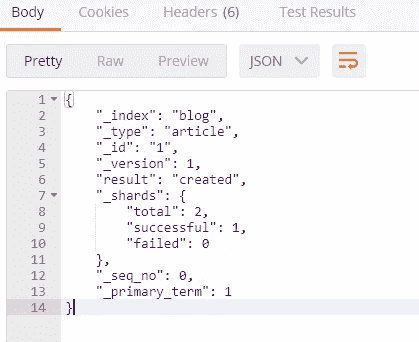 Body Cookies Headers (6) Test Results
Pretty Raw Preview JSON
1 {
2 "_index": "blog",
3 "_type": "article",
4 "_id": "1",
5 "_version": 1,
6 "result": "created",
7 "_shards": {
8 "total": 2,
9 "successful": 1,
10 "failed": 0
11 },
12 "_seq_no": 0,
13 "_primary_term": 1
14 }